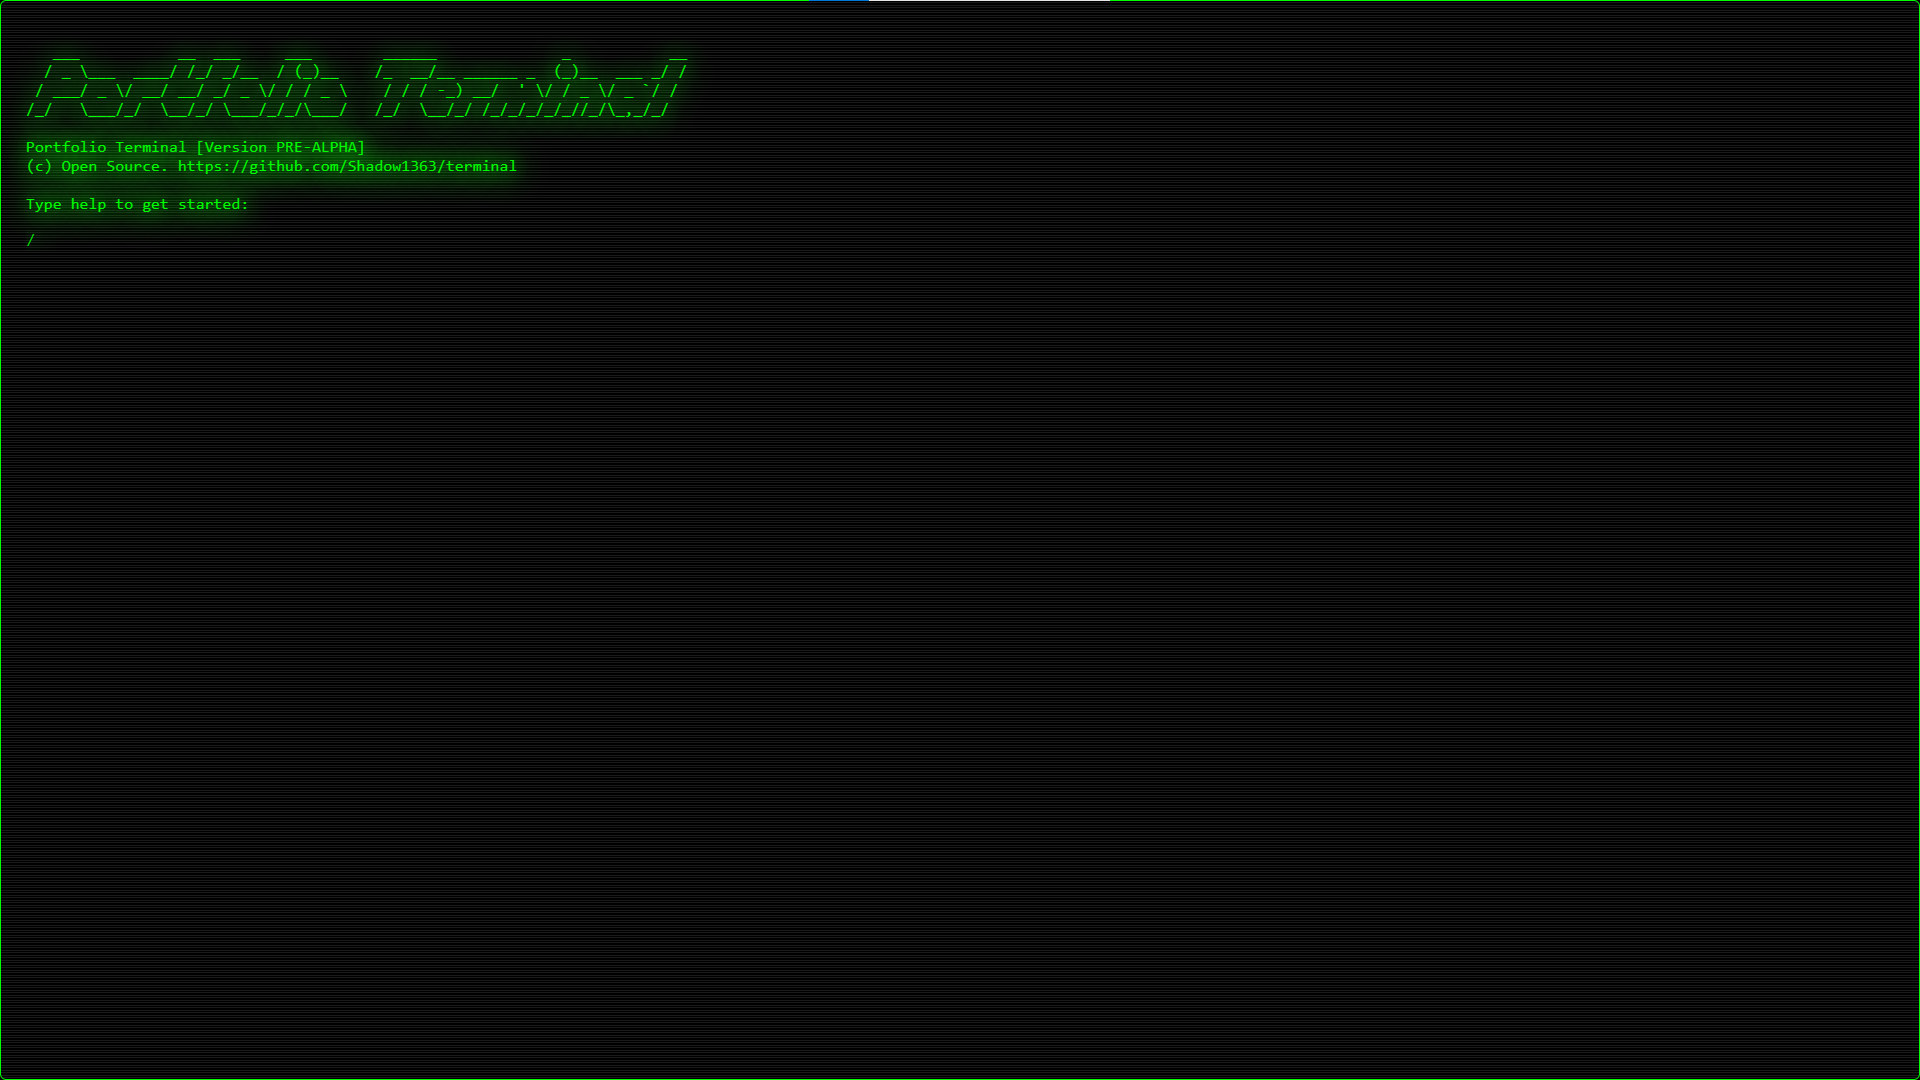 Portfolio Terminal
Portfolio Terminal [Version PRE-ALPHA]
(c) Open Source. https://github.com/Shadow1363/terminal
Type help to get started:
/